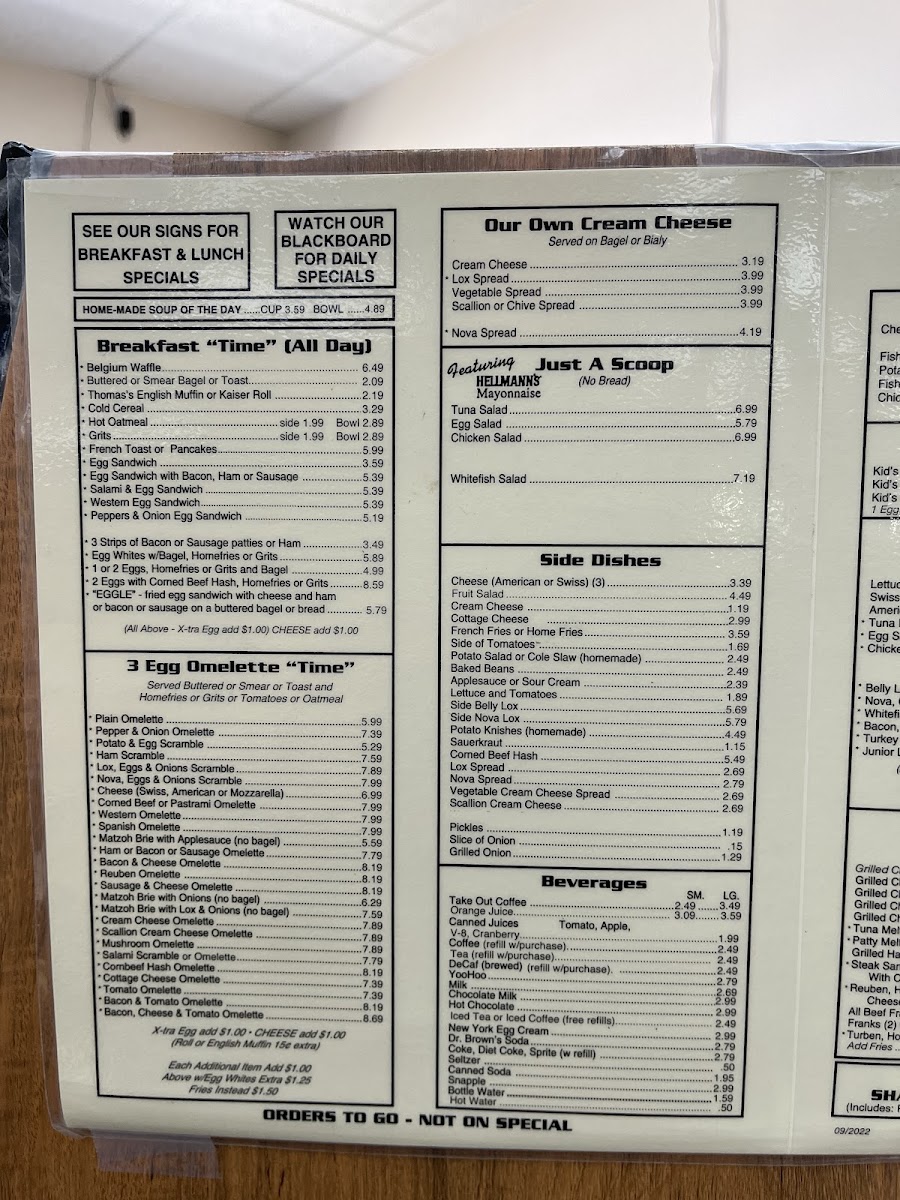 SEE OUR SIGNS FOR
BREAKFAST & LUNCH
SPECIALS
WATCH OUR
BLACKBOARD
FOR DAILY
SPECIALS
HOME-MADE SOUP OF THE DAY ......CUP 3.59 BOWL ......4.89
Breakfast "Time" (All Day)
· Belgium Waffle 6.49
· Buttered or Smear Bagel or Toast 2.09
· Thomas's English Muffin or Kaiser Roll 2.19
· Cold Cereal 3.29
· Hot Oatmeal side 1.99 Bowl 2.89
· Grits side 1.99 Bowl 2.89
· French Toast or Pancakes 5.99
· Egg Sandwich 3.59
· Egg Sandwich with Bacon, Ham or Sausage 5.39
· Salami & Egg Sandwich 5.39
· Western Egg Sandwich 5.39
· Peppers & Onion Egg Sandwich 5.19
· 3 Strips of Bacon or Sausage patties or Ham 3.49
· Egg Whites w/Bagel, Homefries or Grits 5.89
· 1 or 2 Eggs, Homefries or Grits and Bagel 4.99
· 2 Eggs with Corned Beef Hash, Homefries or Grits 8.59
· "EGGLE" - fried egg sandwich with cheese and ham
or bacon or sausage on a buttered bagel or bread 5.79
(All Above - X-tra Egg add $1.00) CHEESE add $1.00
3 Egg Omelette "Time"
Served Buttered or Smear or Toast and
Homefries or Grits or Tomatoes or Oatmeal
· Plain Omelette 5.99
· Pepper & Onion Omelette 7.39
· Potato & Egg Scramble 5.29
· Ham Scramble 7.59
· Lox, Eggs & Onions Scramble 7.89
· Nova, Eggs & Onions Scramble 7.99
· Cheese (Swiss, American or Mozzarella) 6.99
· Corned Beef or Pastrami Omelette 7.99
· Western Omelette 7.99
· Spanish Omelette 7.99
· Matzoh Brie with Applesauce (no bagel) 5.59
· Ham or Bacon or Sausage Omelette 7.79
· Bacon & Cheese Omelette 8.19
· Reuben Omelette 8.19
· Sausage & Cheese Omelette 8.19
· Matzoh Brie with Onions (no bagel) 6.29
· Matzoh Brie with Lox & Onions (no bagel) 7.59
· Cream Cheese Omelette 7.89
· Scallion Cream Cheese Omelette 7.89
· Mushroom Omelette 7.89
· Salami Scramble or Omelette 7.79
· Cornbeef Hash Omelette 8.19
· Cottage Cheese Omelette 7.39
· Tomato Omelette 7.39
· Bacon & Tomato Omelette 8.19
· Bacon, Cheese & Tomato Omelette 8.69
X-tra Egg add $1.00 · CHEESE add $1.00
(Roll or English Muffin 15¢ extra)
Each Additional Item Add $1.00
Above w/Egg Whites Extra $1.25
Fries Instead $1.50
Our Own Cream Cheese
Served on Bagel or Bialy
Cream Cheese 3.19
· Lox Spread 3.99
Vegetable Spread 3.99
Scallion or Chive Spread 3.99
· Nova Spread 4.19
Featuring
HELLMANN'S
Mayonnaise
Just A Scoop
(No Bread)
Tuna Salad 6.99
Egg Salad 5.79
Chicken Salad 6.99
Whitefish Salad 7.19
Side Dishes
Cheese (American or Swiss) (3) 3.39
Fruit Salad 4.49
Cream Cheese 1.19
Cottage Cheese 2.99
French Fries or Home Fries 3.59
Side of Tomatoes 1.69
Potato Salad or Cole Slaw (homemade) 2.49
Baked Beans 2.49
Applesauce or Sour Cream 2.39
Lettuce and Tomatoes 1.89
Side Belly Lox 5.69
Side Nova Lox 5.79
Potato Knishes (homemade) 4.49
Sauerkraut 1.15
Corned Beef Hash 5.49
Lox Spread 2.69
Nova Spread 2.79
Vegetable Cream Cheese Spread 2.69
Scallion Cream Cheese 2.69
Pickles 1.19
Slice of Onion .15
Grilled Onion 1.29
Beverages
SM. LG.
Take Out Coffee 2.49 3.49
Orange Juice 3.09 3.59
Canned Juices Tomato, Apple,
V-8, Cranberry 1.99
Coffee (refill w/purchase) 2.49
Tea (refill w/purchase) 2.49
DeCaf (brewed) (refill w/purchase) 2.49
YooHoo 2.79
Milk 2.69
Chocolate Milk 2.99
Hot Chocolate 2.99
Iced Tea or Iced Coffee (free refills) 2.49
New York Egg Cream 2.99
Dr. Brown's Soda 2.79
Coke, Diet Coke, Sprite (w refill) 2.79
Seltzer .50
Canned Soda 1.95
Snapple 2.99
Bottle Water 1.59
Hot Water .50
ORDERS TO GO - NOT ON SPECIAL
Fish
Kid's
Kid's
Kid's
1 Egg
Swiss
· Tuna
· Egg
· Belly
· Nova,
· Bacon,
· Turkey
· Junior
Grilled
Grilled
Grilled
Grilled
Grilled
· Tuna
· Patty
Grilled
· Steak
With
· Reuben,
All Beef
Franks (2)
Add Fries
(Includes:
09/2022